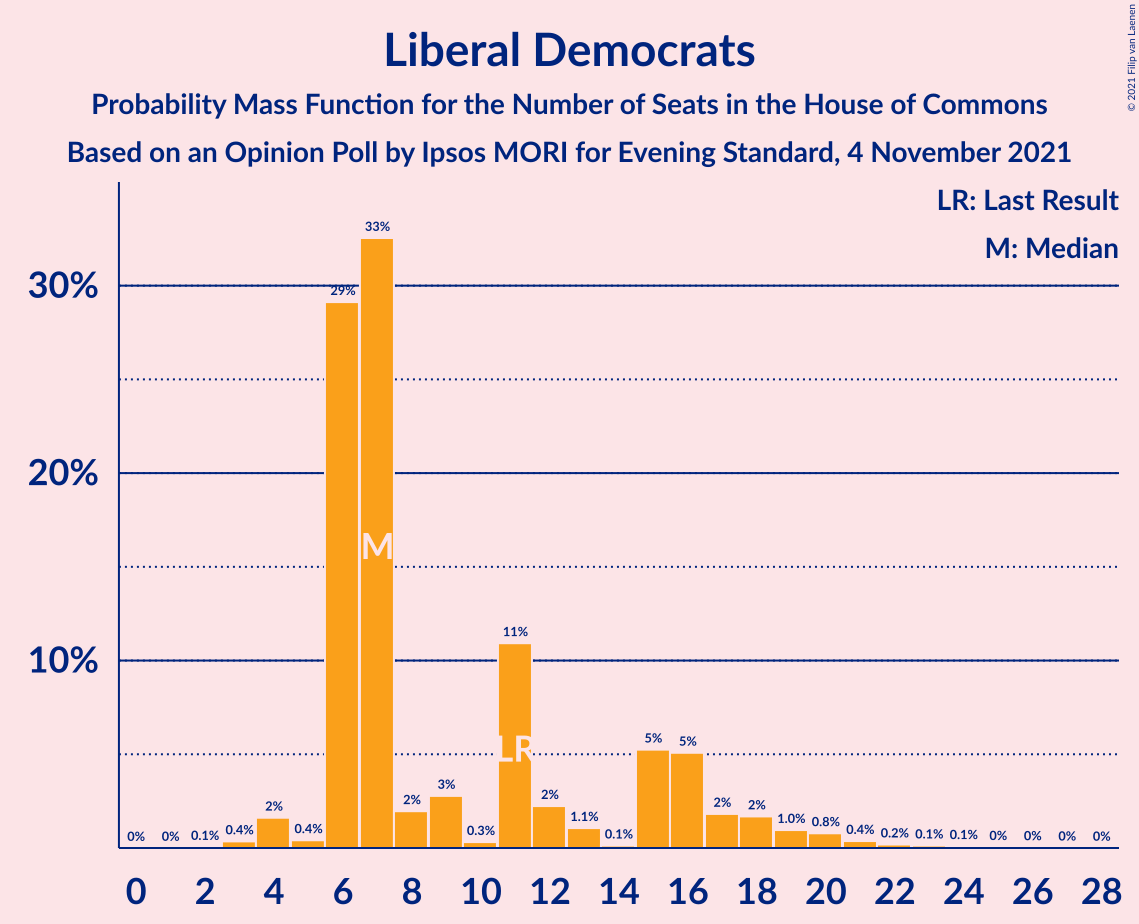 © 2021 Filip van Laenen
Liberal Democrats
Probability Mass Function for the Number of Seats in the House of Commons
Based on an Opinion Poll by Ipsos MORI for Evening Standard, 4 November 2021
LR: Last Result
M: Median
30%
20%
10%
0% 0% 0.1% 0.4% 2% 0.4% 29% 33% 2% 3% 0.3% 11% 2% 1.1% 0.1% 5% 5% 2% 2% 1.0% 0.8% 0.4% 0.2% 0.1% 0.1% 0% 0% 0% 0%
M
LR
0 2 4 6 8 10 12 14 16 18 20 22 24 26 28